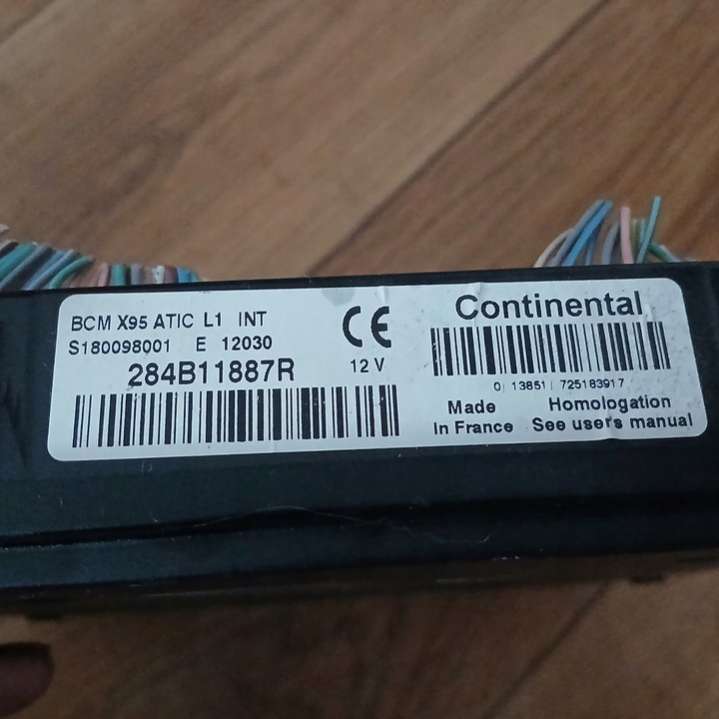 BCM X95 ATIC L1 INT
S180098001 E 12030
284B11887R
CE
12 V
Continental
0 13851 725183917
Made
In France
Homologation
See user's manual